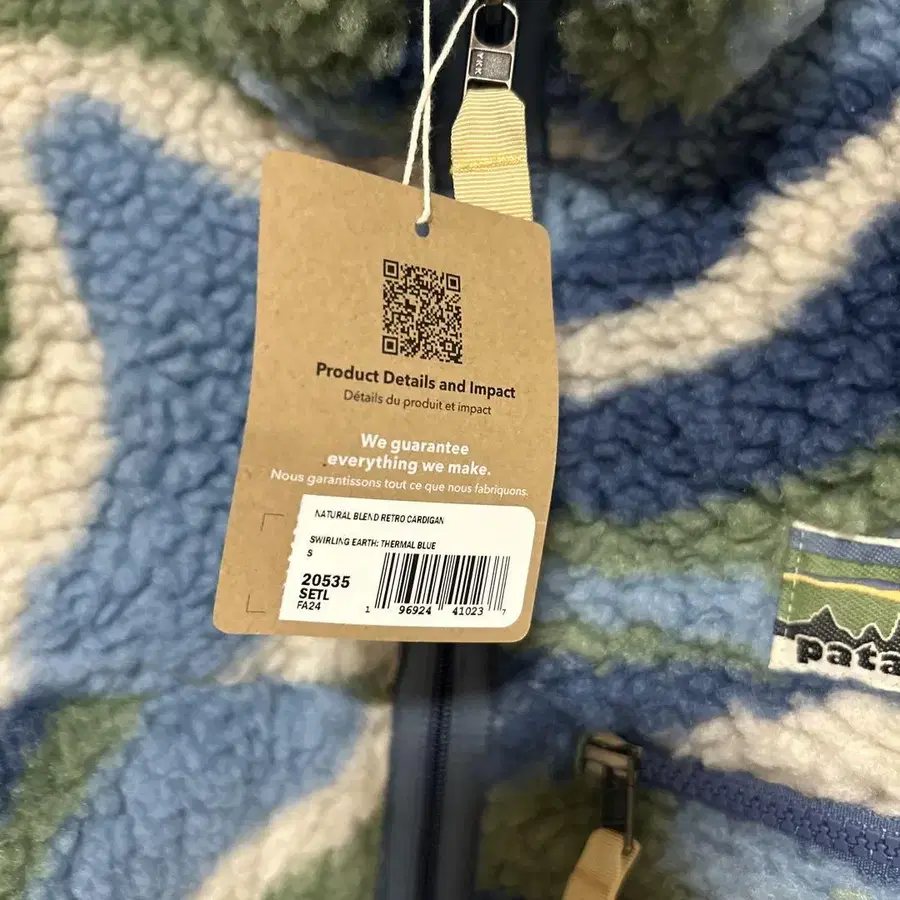 YKK
Product Details and Impact
Détails du produit et impact
We guarantee
everything we make.
Nous garantissons tout ce que nous fabriquons.
NATURAL BLEND RETRO CARDIGAN
SWIRLING EARTH: THERMAL BLUE
S
20535
SETL
FA24
1 96924 41023 7
pata